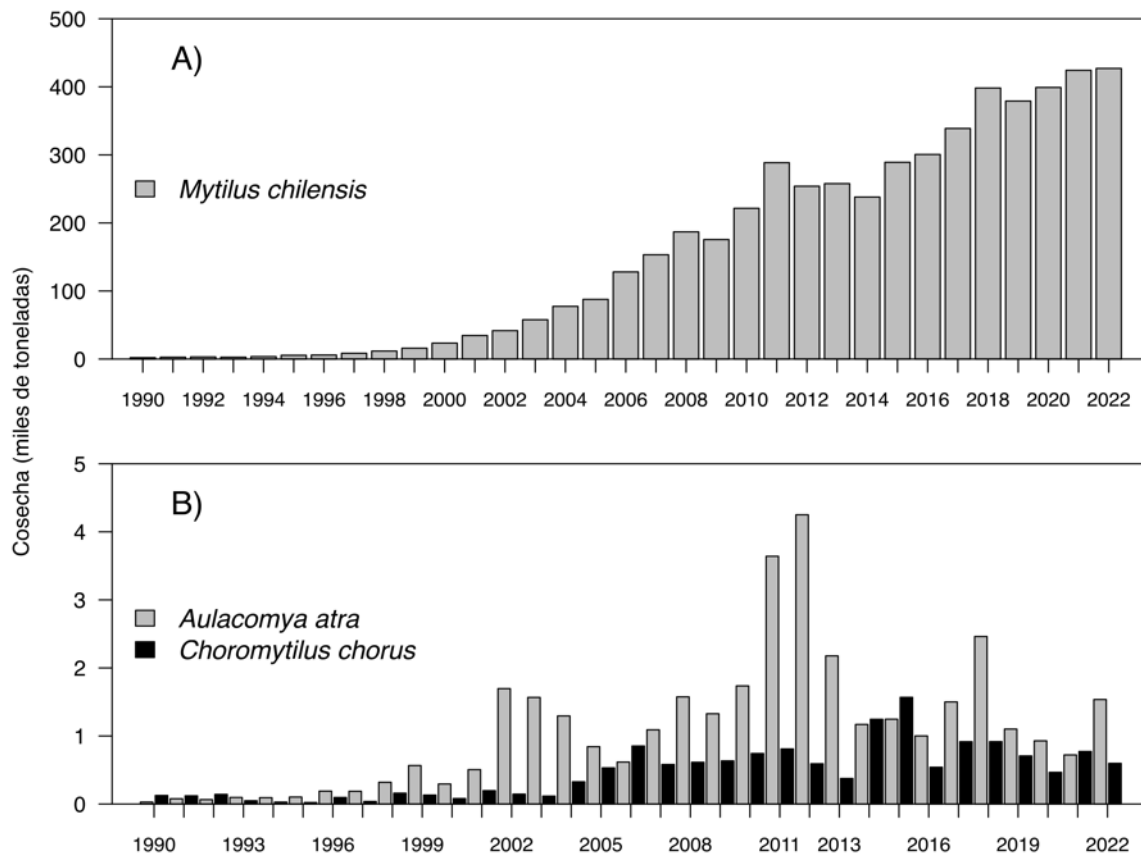 Cosecha (miles de toneladas)
A)
500
400
300
200
100
0
Mytilus chilensis
1990 1992 1994 1996 1998 2000 2002 2004 2006 2008 2010 2012 2014 2016 2018 2020 2022
B)
5
4
3
2
1
0
Aulacomya atra
Choromytilus chorus
1990 1993 1996 1999 2002 2005 2008 2011 2013 2016 2019 2022